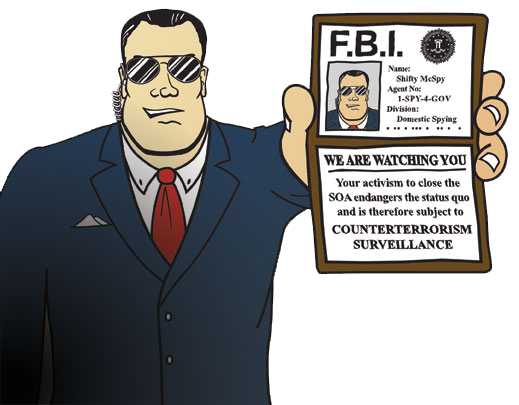 F.B.I.
Name:
Shifty McSpy
Agent No:
1-SPY-4-GOV
Division:
Domestic Spying
WE ARE WATCHING YOU
Your activism to close the
SOA endangers the status quo
and is therefore subject to
COUNTERTERRORISM
SURVEILLANCE